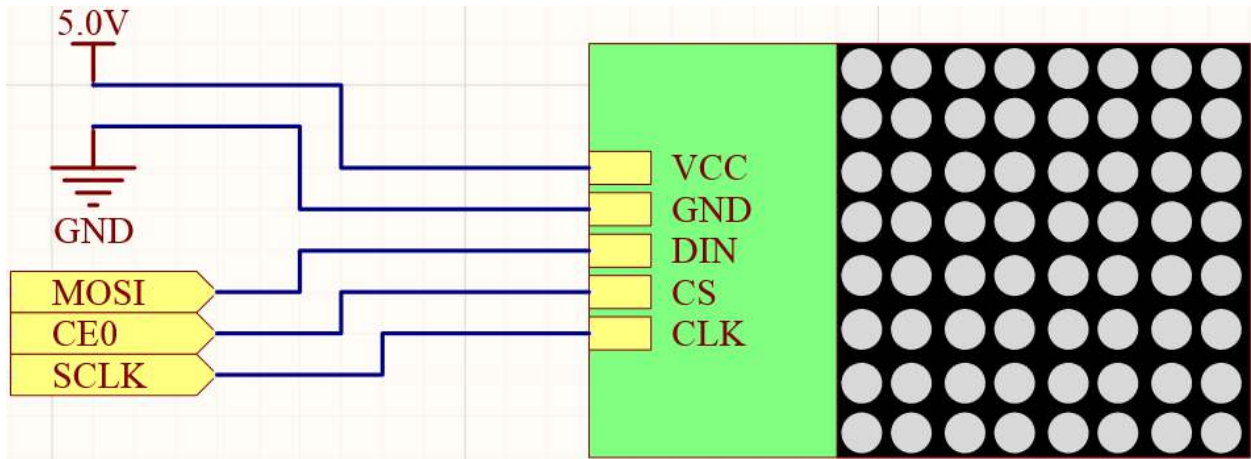 5.0V
GND
MOSI
CE0
SCLK
VCC
GND
DIN
CS
CLK